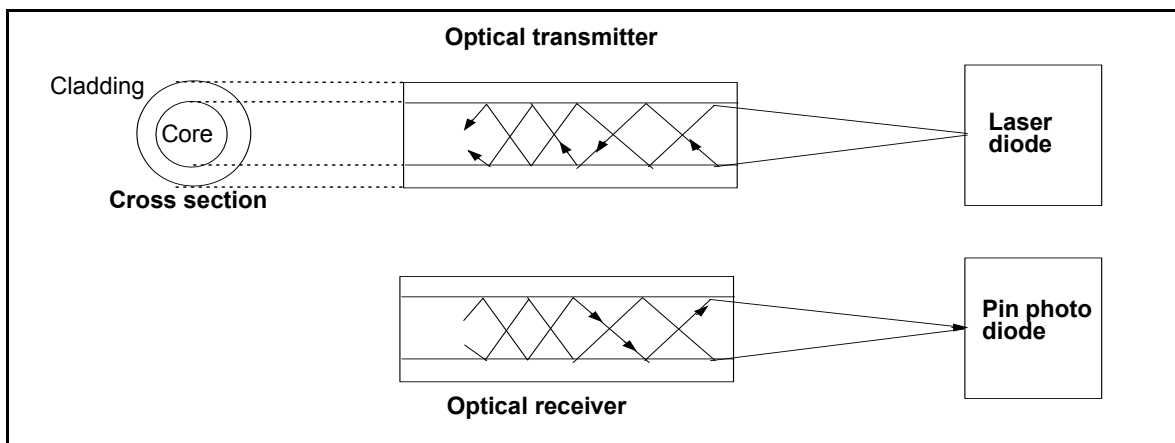 Optical transmitter
Cladding
Core
Cross section
Laser
diode
Pin photo
diode
Optical receiver